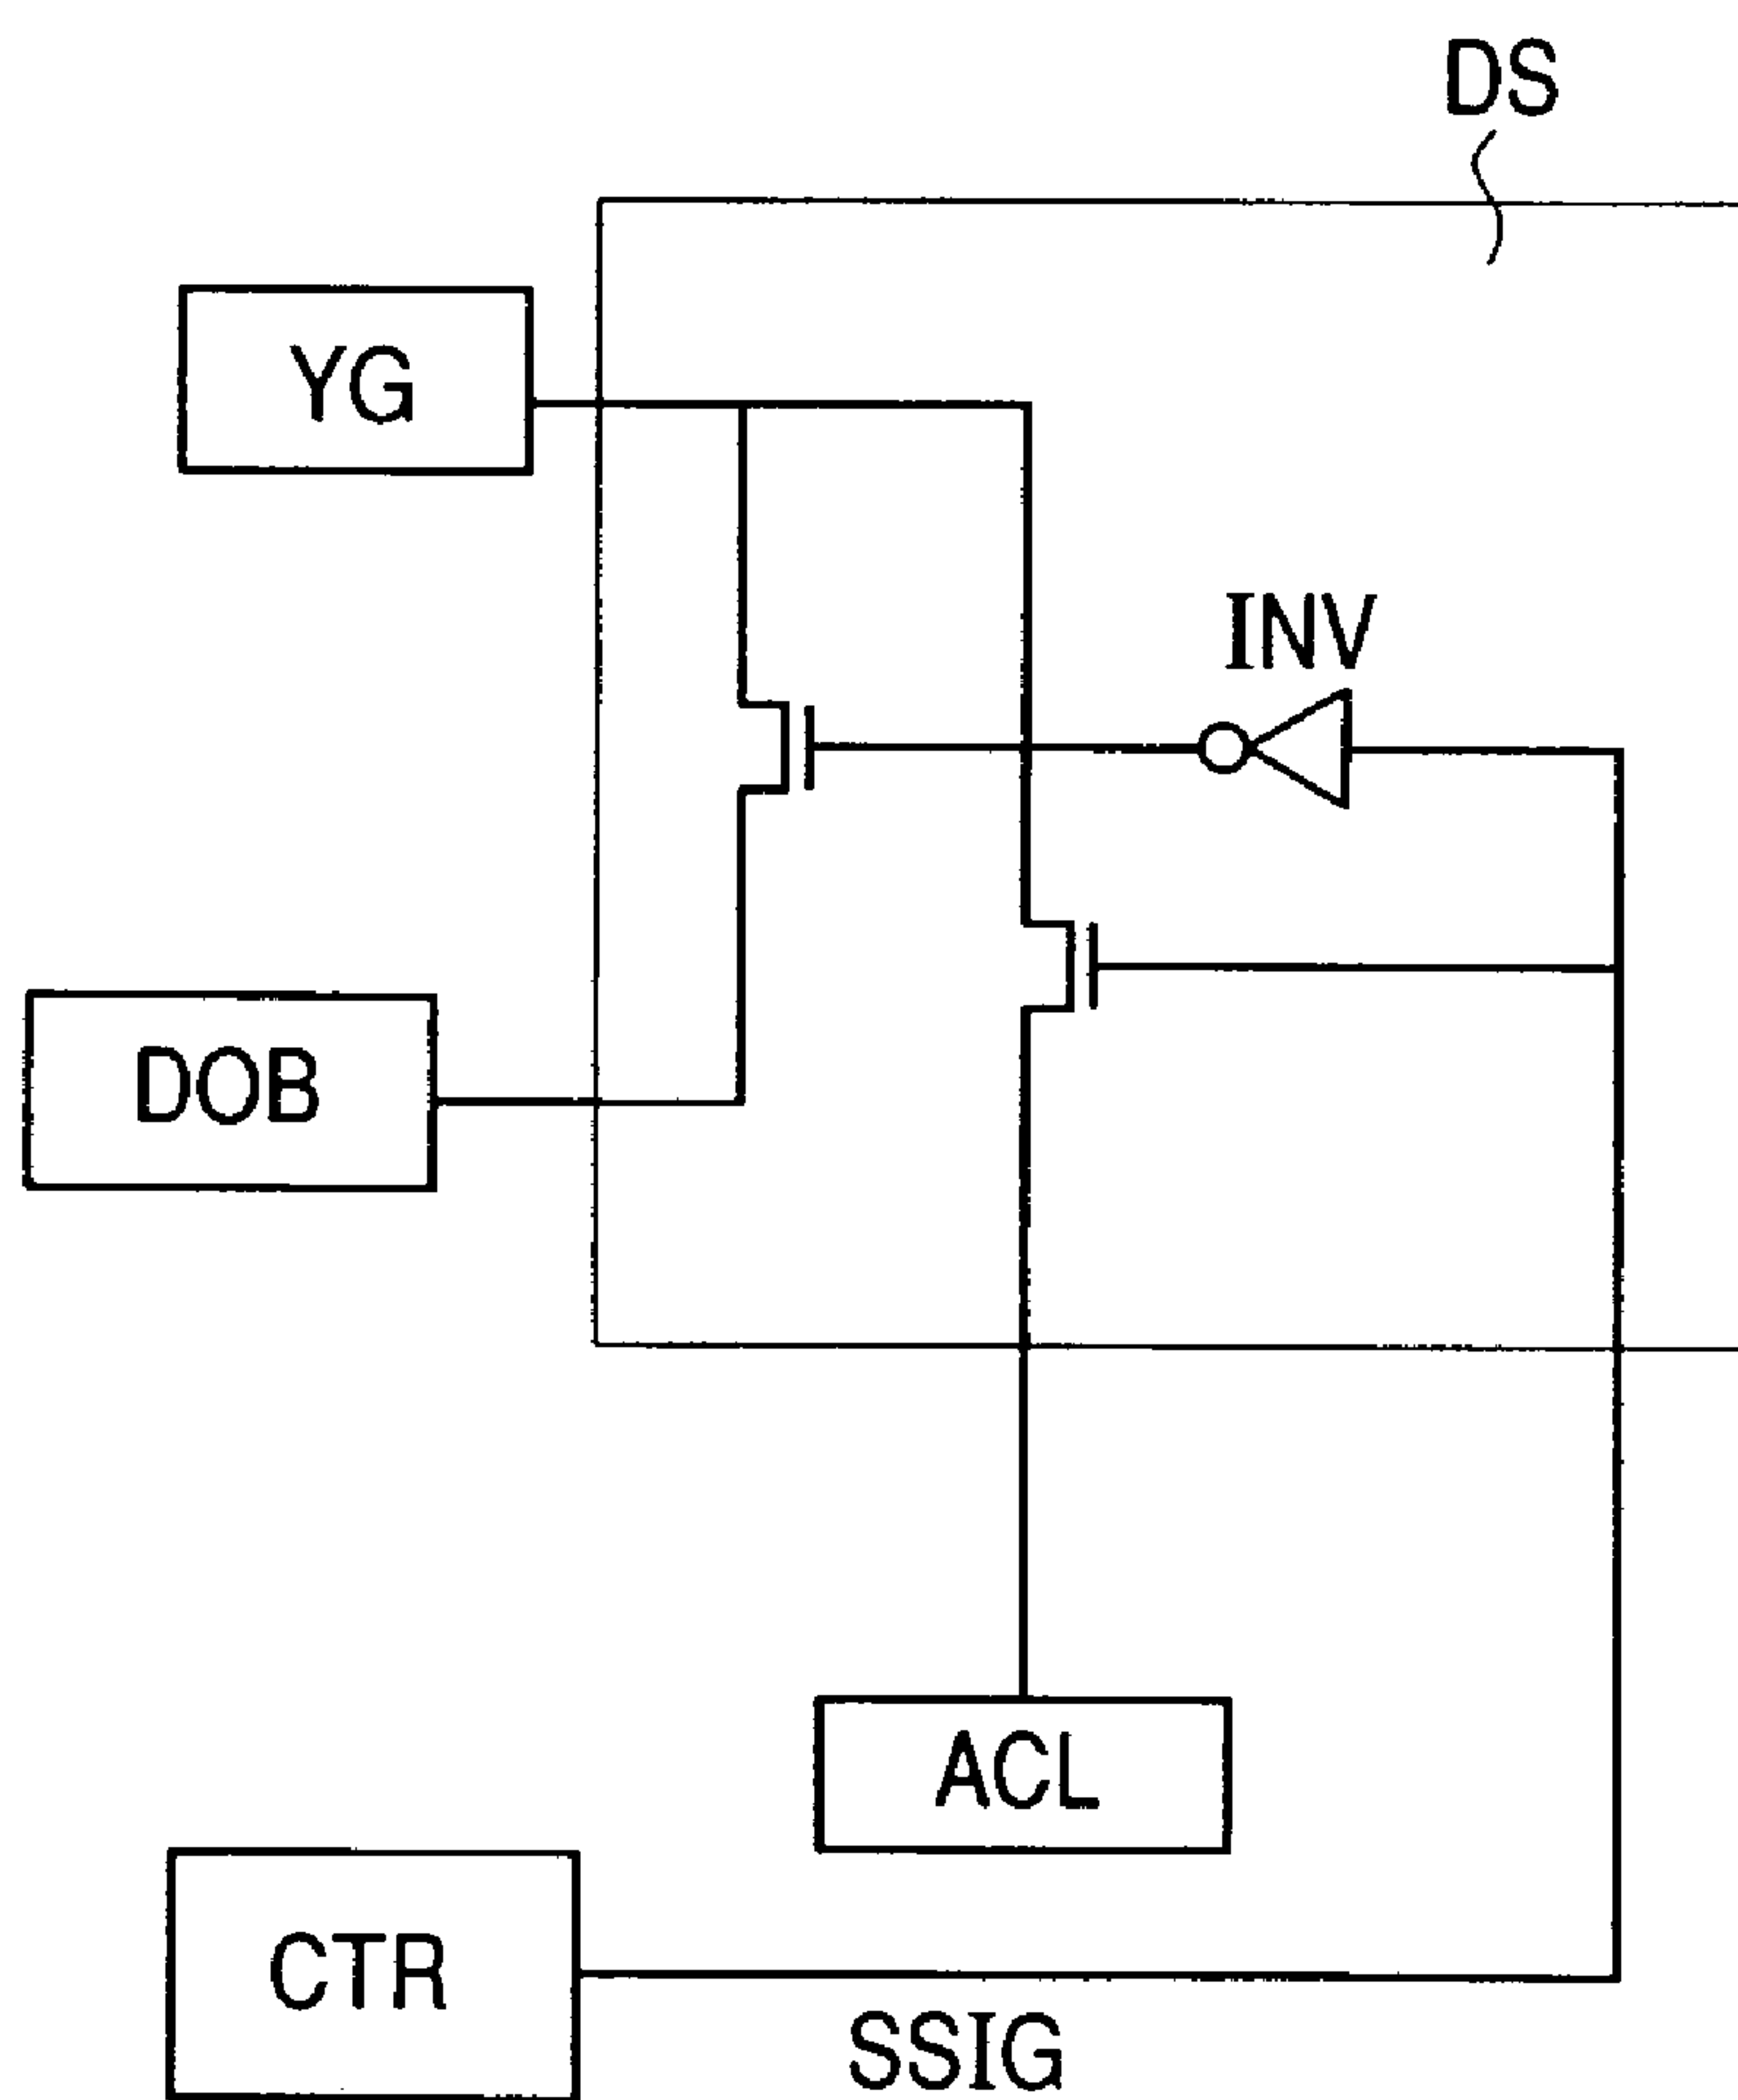 DS
YG
INV
DOB
ACL
CTR
SSIG